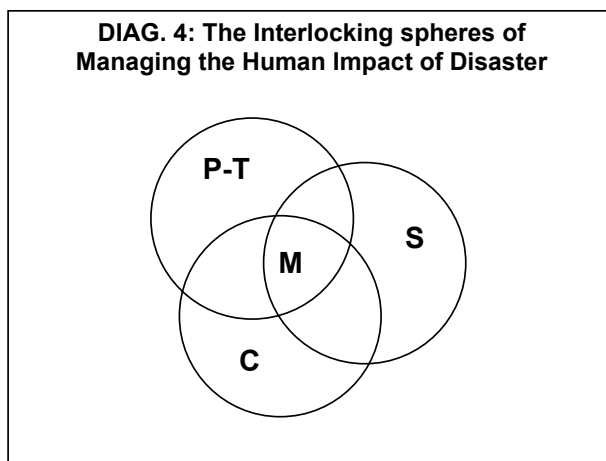 DIAG. 4: The Interlocking spheres of
Managing the Human Impact of Disaster
P-T
S
M
C